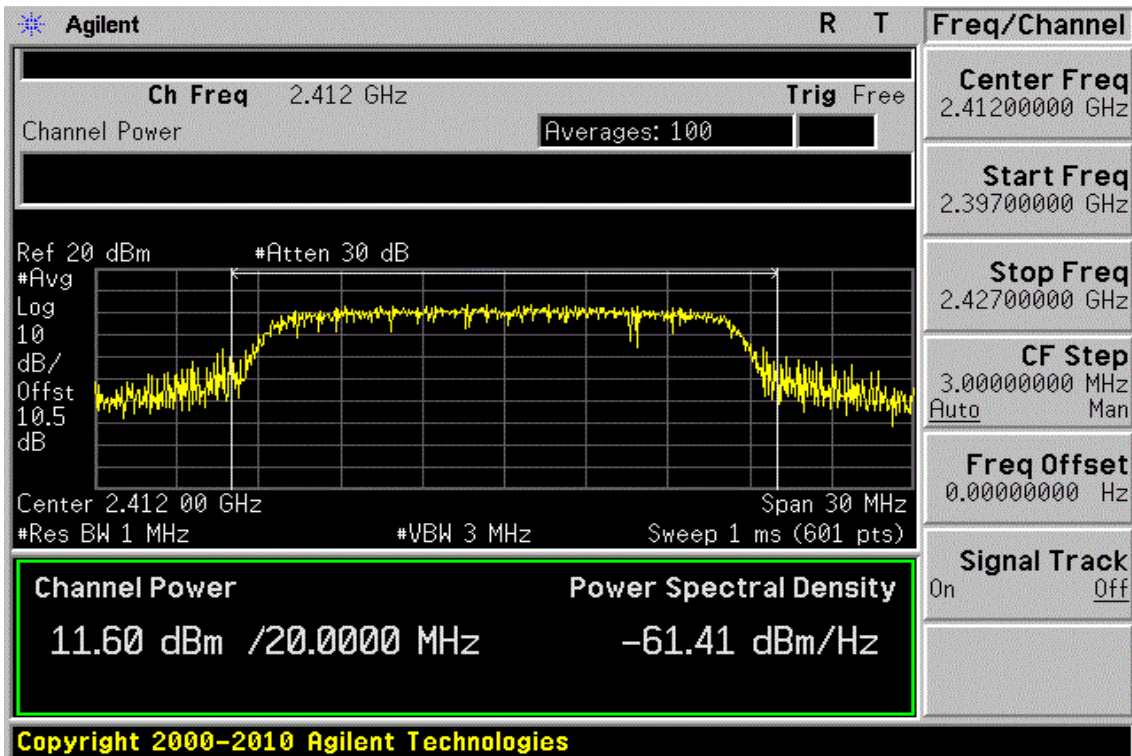 Agilent R T
Freq/Channel
Ch Freq 2.412 GHz Trig Free
Channel Power Averages: 100
Ref 20 dBm #Atten 30 dB
#Avg
Log
10
dB/
Offst
10.5
dB
Center 2.412 00 GHz Span 30 MHz
#Res BW 1 MHz #VBW 3 MHz Sweep 1 ms (601 pts)
Channel Power Power Spectral Density
11.60 dBm /20.0000 MHz -61.41 dBm/Hz
Center Freq
2.41200000 GHz
Start Freq
2.39700000 GHz
Stop Freq
2.42700000 GHz
CF Step
3.00000000 MHz
Auto Man
Freq Offset
0.00000000 Hz
Signal Track
On Off
Copyright 2000-2010 Agilent Technologies